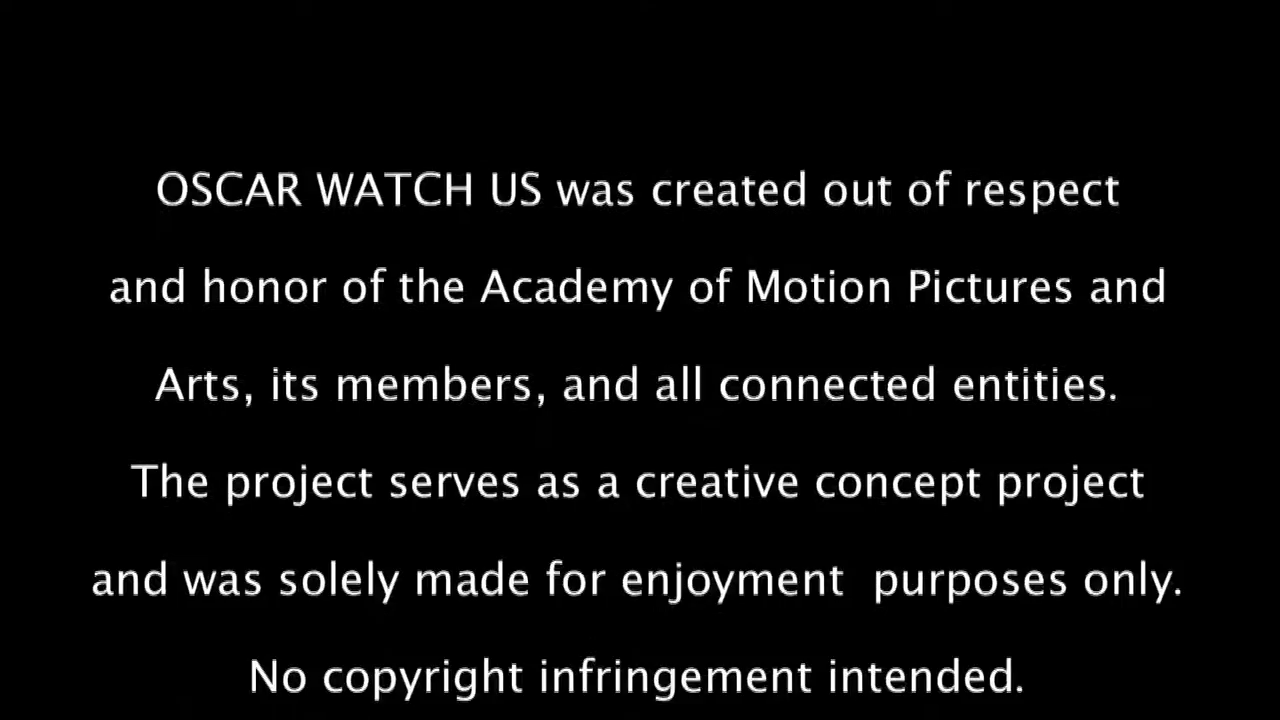 OSCAR WATCH US was created out of respect
and honor of the Academy of Motion Pictures and
Arts, its members, and all connected entities.
The project serves as a creative concept project
and was solely made for enjoyment  purposes only.
No copyright infringement intended.